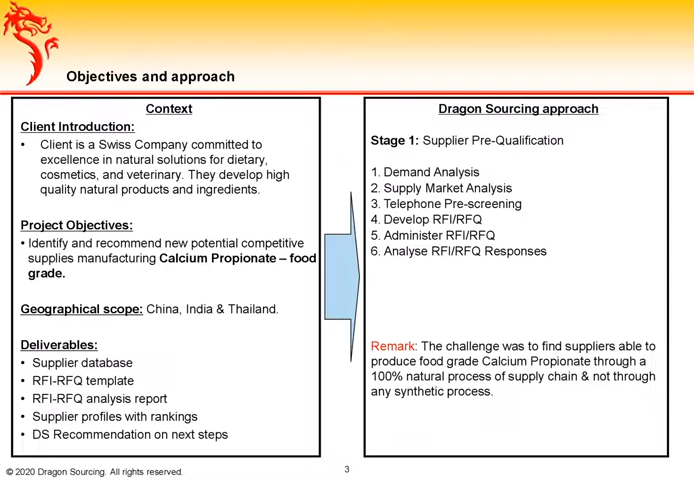 Objectives and approach
Context
Client Introduction:
• Client is a Swiss Company committed to
excellence in natural solutions for dietary,
cosmetics, and veterinary. They develop high
quality natural products and ingredients.
Project Objectives:
• Identify and recommend new potential competitive
supplies manufacturing Calcium Propionate – food
grade.
Geographical scope: China, India & Thailand.
Deliverables:
• Supplier database
• RFI-RFQ template
• RFI-RFQ analysis report
• Supplier profiles with rankings
• DS Recommendation on next steps
Dragon Sourcing approach
Stage 1: Supplier Pre-Qualification
1. Demand Analysis
2. Supply Market Analysis
3. Telephone Pre-screening
4. Develop RFI/RFQ
5. Administer RFI/RFQ
6. Analyse RFI/RFQ Responses
Remark: The challenge was to find suppliers able to
produce food grade Calcium Propionate through a
100% natural process of supply chain & not through
any synthetic process.
© 2020 Dragon Sourcing. All rights reserved.
3